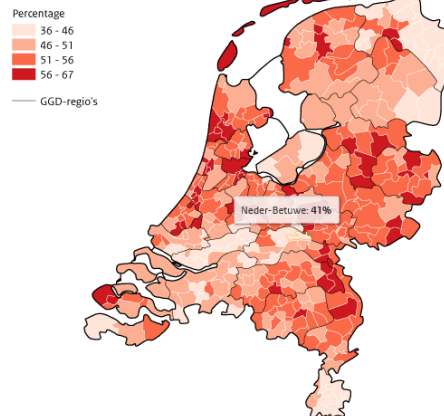 Percentage
36 - 46
46 - 51
51 - 56
56 - 67
GGD-regio's
Neder-Betuwe: 41%